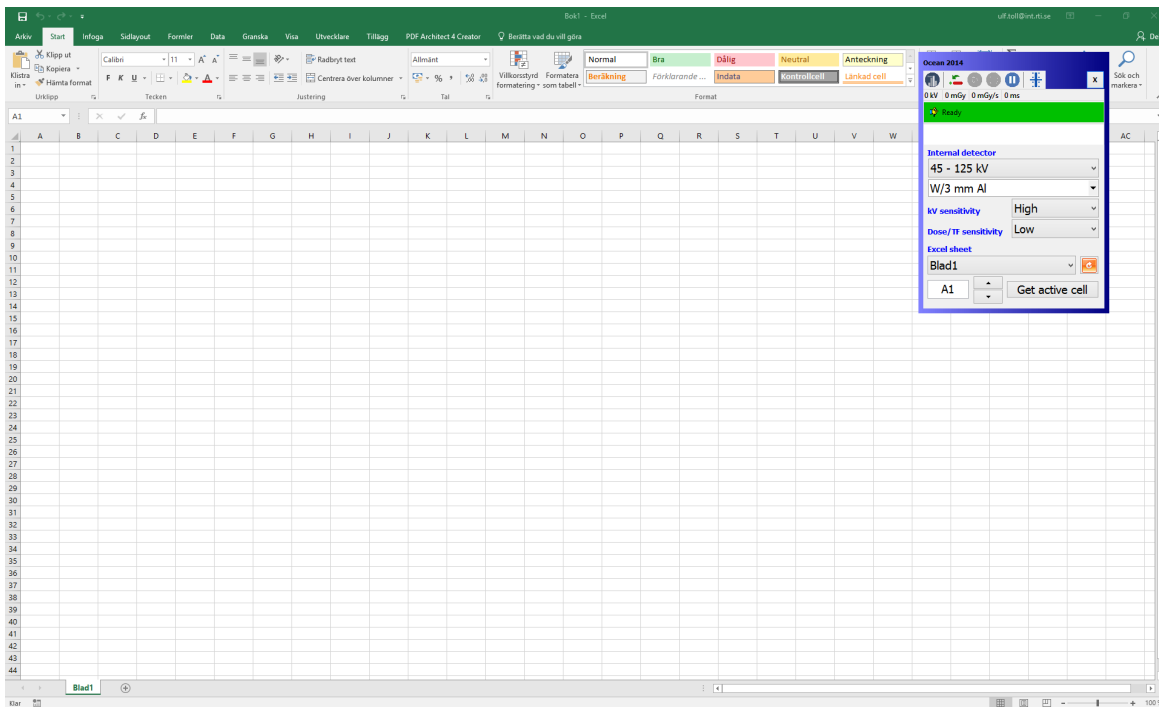 Bok1 - Excel
ulf.toll@int.rti.se
Arkiv Start Infoga Sidlayout Formler Data Granska Visa Utvecklare Tillägg PDF Architect 4 Creator Berätta vad du vill göra
Klistra in
Klipp ut
Kopiera
Hämta format
Urklipp
Calibri 11
F K U
Tecken
Radbryt text
Centrera över kolumner
Justering
Allmänt
Tal
Villkorsstyrd formatering
Formatera som tabell
Normal Bra Dålig Neutral Anteckning
Beräkning Förklarande ... Indata Kontrollcell Länkad cell
Format
Sök och markera
A1 fx
A B C D E F G H I J K L M N O P Q R S T U V W AC
1
2
3
4
5
6
7
8
9
10
11
12
13
14
15
16
17
18
19
20
21
22
23
24
25
26
27
28
29
30
31
32
33
34
35
36
37
38
39
40
41
42
43
44
Ocean 2014
x
0 kV 0 mGy 0 mGy/s 0 ms
Ready
Internal detector
45 - 125 kV
W/3 mm Al
kV sensitivity High
Dose/TF sensitivity Low
Excel sheet
Blad1
A1 Get active cell
Blad1
Klar
100